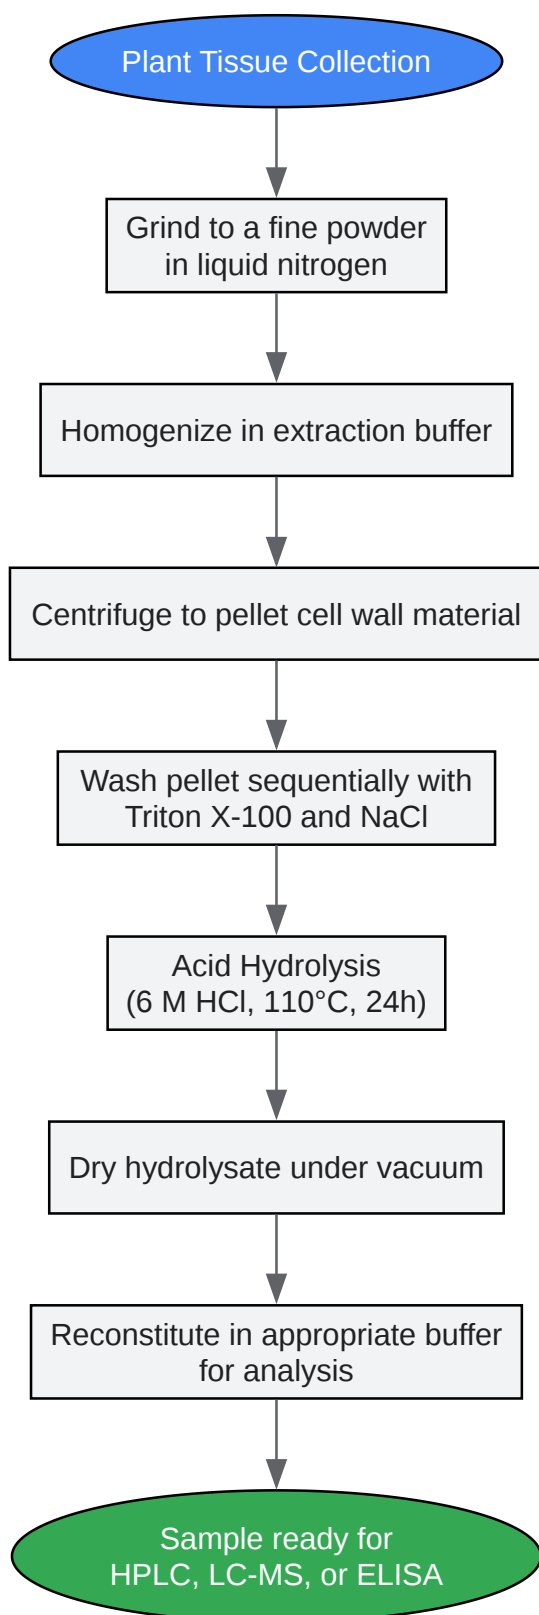 Plant Tissue Collection
Grind to a fine powder
in liquid nitrogen
Homogenize in extraction buffer
Centrifuge to pellet cell wall material
Wash pellet sequentially with
Triton X-100 and NaCl
Acid Hydrolysis
(6 M HCl, 110°C, 24h)
Dry hydrolysate under vacuum
Reconstitute in appropriate buffer
for analysis
Sample ready for
HPLC, LC-MS, or ELISA